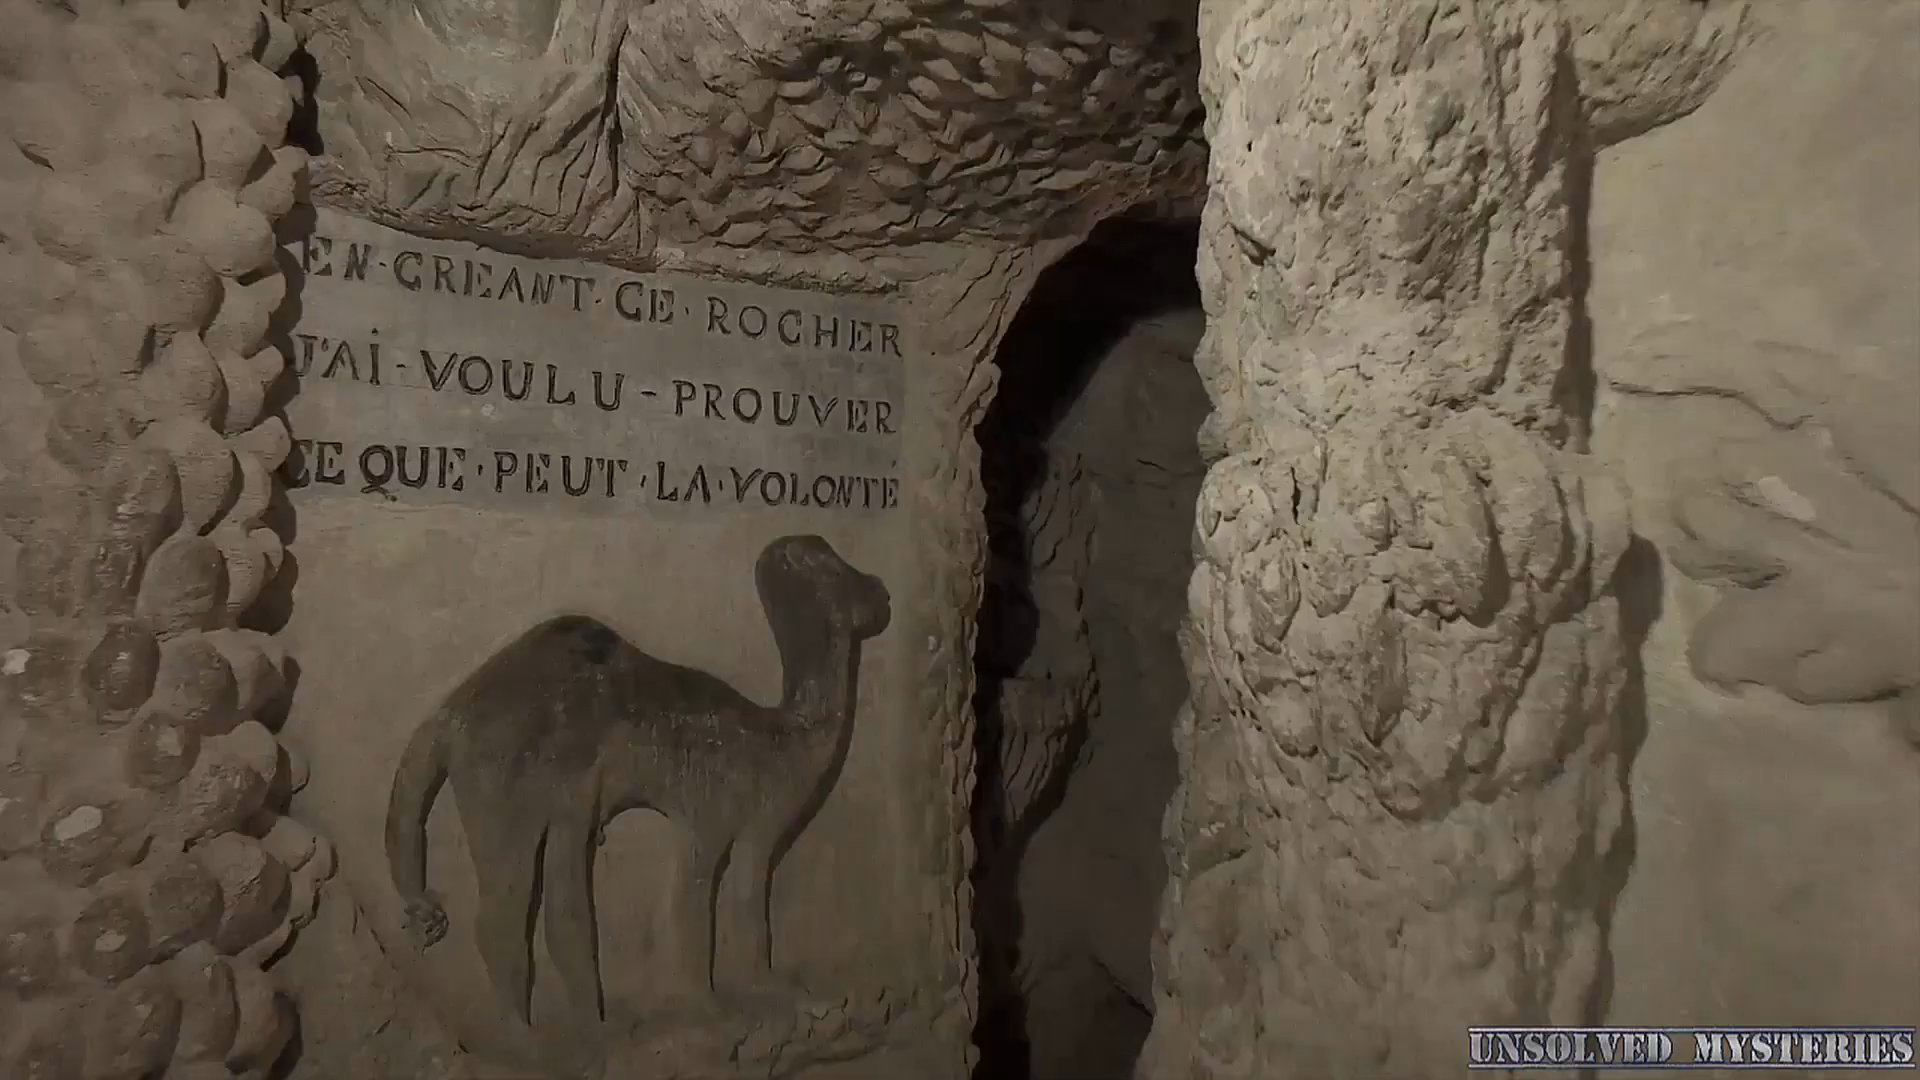 EN·CREANT·CE·ROCHER
J'AI-VOULU-PROUVER
CE QUE·PEUT·LA·VOLONTÉ
UNSOLVED MYSTERIES